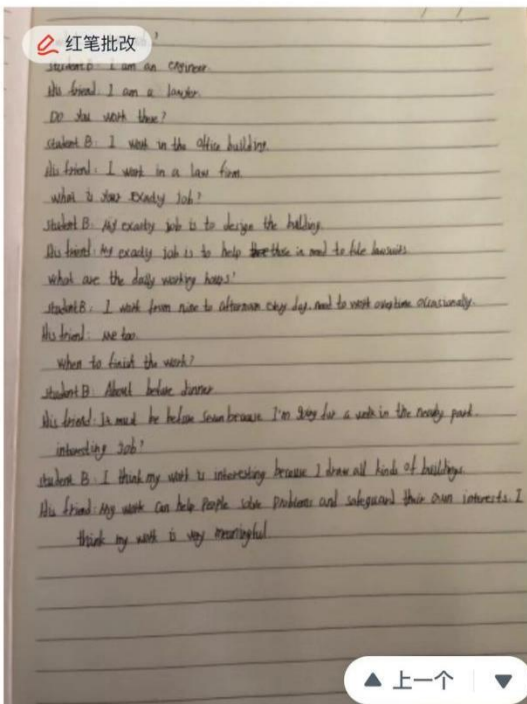 红笔批改 ?
Student B: I am an engineer.
His friend: I am a lawyer.
Do you work there?
Student B: I work in the office building.
His friend: I work in a law firm.
What is your exactly job?
Student B: My exactly job is to design the building.
His friend: My exactly job is to help those in need to file lawsuits.
What are the daily working hours?
Student B: I work from nine to afternoon every day, need to work overtime occasionally.
His friend: me too.
When to finish the work?
Student B: About before dinner
His friend: It must be before seven because I'm going for a walk in the nearby park.
interesting job?
Student B: I think my work is interesting because I draw all kinds of buildings.
His friend: My work can help people solve problems and safeguard their own interests. I
think my work is very meaningful.
▲ 上一个 ▼